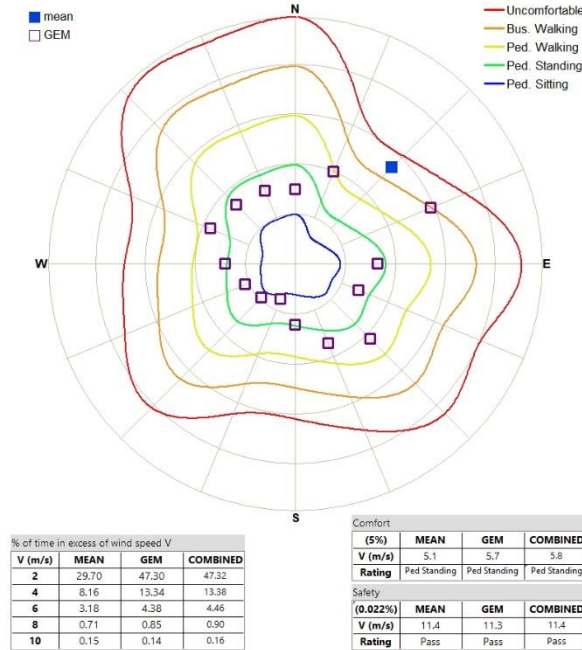 N
mean
GEM
Uncomfortable
Bus. Walking
Ped. Walking
Ped. Standing
Ped. Sitting
W
E
S
% of time in excess of wind speed V
V (m/s) MEAN GEM COMBINED
2 29.70 47.30 47.32
4 8.16 13.34 13.38
6 3.18 4.38 4.46
8 0.71 0.85 0.90
10 0.15 0.14 0.16
Comfort
(5%) MEAN GEM COMBINED
V (m/s) 5.1 5.7 5.8
Rating Ped Standing Ped Standing Ped Standing
Safety
(0.022%) MEAN GEM COMBINED
V (m/s) 11.4 11.3 11.4
Rating Pass Pass Pass